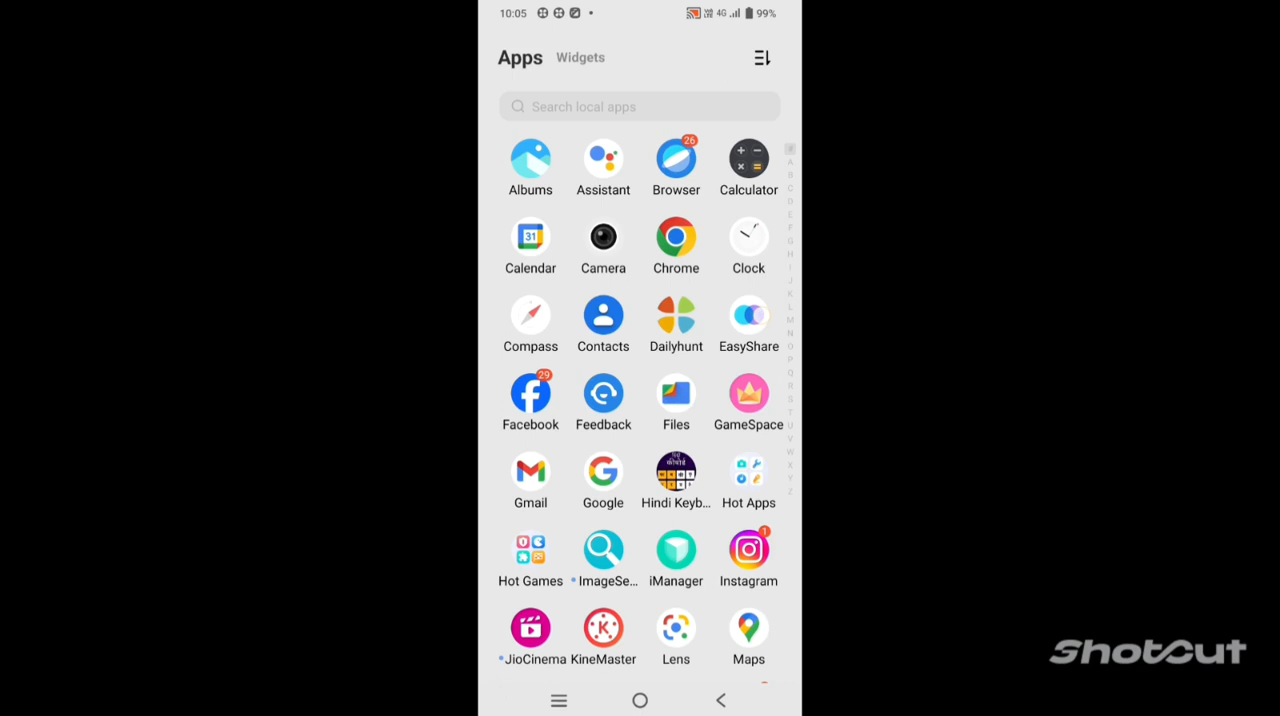 10:05 4G 99%
Apps Widgets
Search local apps
26
Albums Assistant Browser Calculator
31
Calendar Camera Chrome Clock
Compass Contacts Dailyhunt EasyShare
29
Facebook Feedback Files GameSpace
Gmail Google Hindi Keyb... Hot Apps
1
Hot Games ImageSe... iManager Instagram
K
JioCinema KineMaster Lens Maps
#
A
B
C
D
E
F
G
H
I
J
K
L
M
N
O
P
Q
R
S
T
U
V
W
X
Y
Z
ShotCut